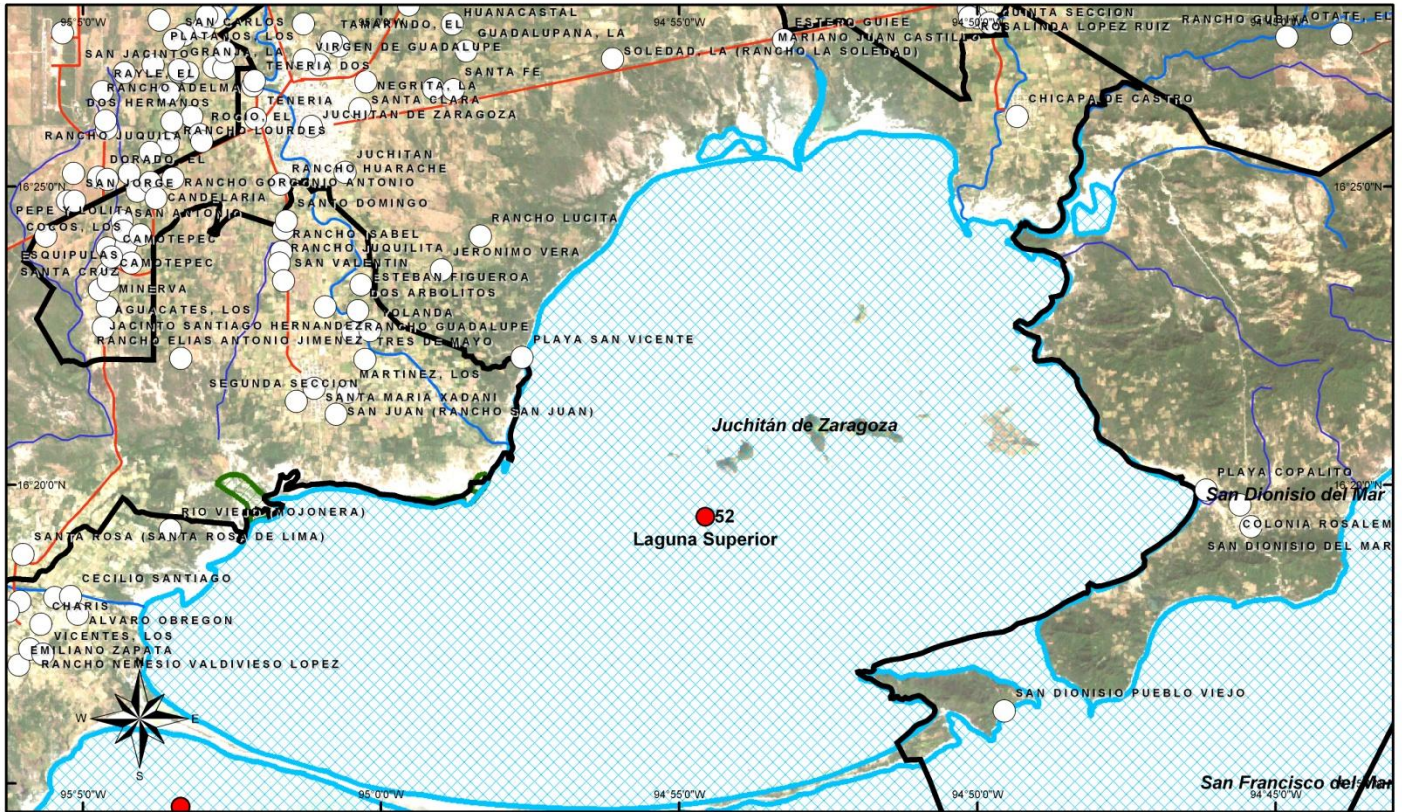 95°5'0"W
95°0'0"W
94°55'0"W
94°50'0"W
94°45'0"W
SAN CARLOS
TAMARINDO, EL
HUANACASTAL
ESTERO GUIEE
QUINTA SECCION
PLATANOS, LOS
VIRGEN DE GUADALUPE
GUADALUPANA, LA
MARIANO JUAN CASTILLO
ROSALINDA LOPEZ RUIZ
RANCHO GUIIXA
OTATE, EL
SAN JACINTO
GRANJA, LA
SOLEDAD, LA (RANCHO LA SOLEDAD)
RAYLE, EL
TENERIA DOS
SANTA FE
RANCHO ADELMA
NEGRITA, LA
DOS HERMANOS
TENERIA
SANTA CLARA
CHICAPA DE CASTRO
ROCIO, EL
JUCHITAN DE ZARAGOZA
RANCHO JUQUILA
RANCHO LOURDES
DORADO, EL
JUCHITAN
RANCHO HUARACHE
16°25'0"N
SAN JORGE
RANCHO GORGONIO ANTONIO
16°25'0"N
CANDELARIA
SANTO DOMINGO
PEPE Y LOLITA
SAN ANTONIO
RANCHO LUCITA
COCOS, LOS
CAMOTEPEC
RANCHO ISABEL
ESQUIPULAS
RANCHO JUQUILITA
JERONIMO VERA
CAMOTEPEC
SAN VALENTIN
SANTA CRUZ
ESTEBAN FIGUEROA
MINERVA
DOS ARBOLITOS
AGUACATES, LOS
YOLANDA
JACINTO SANTIAGO HERNANDEZ
RANCHO GUADALUPE
RANCHO ELIAS ANTONIO JIMENEZ
TRES DE MAYO
PLAYA SAN VICENTE
MARTINEZ, LOS
SEGUNDA SECCION
SANTA MARIA XADANI
SAN JUAN (RANCHO SAN JUAN)
Juchitán de Zaragoza
PLAYA COPALITO
16°20'0"N
16°20'0"N
San Dionisio del Mar
RIO VIEJO (MOJONERA)
52
COLONIA ROSALEM
SANTA ROSA (SANTA ROSA DE LIMA)
Laguna Superior
SAN DIONISIO DEL MAR
CECILIO SANTIAGO
CHARIS
ALVARO OBREGON
VICENTES, LOS
EMILIANO ZAPATA
RANCHO NEMESIO VALDIVIESO LOPEZ
SAN DIONISIO PUEBLO VIEJO
N
W
E
S
San Francisco del Mar
95°5'0"W
95°0'0"W
94°55'0"W
94°50'0"W
94°45'0"W